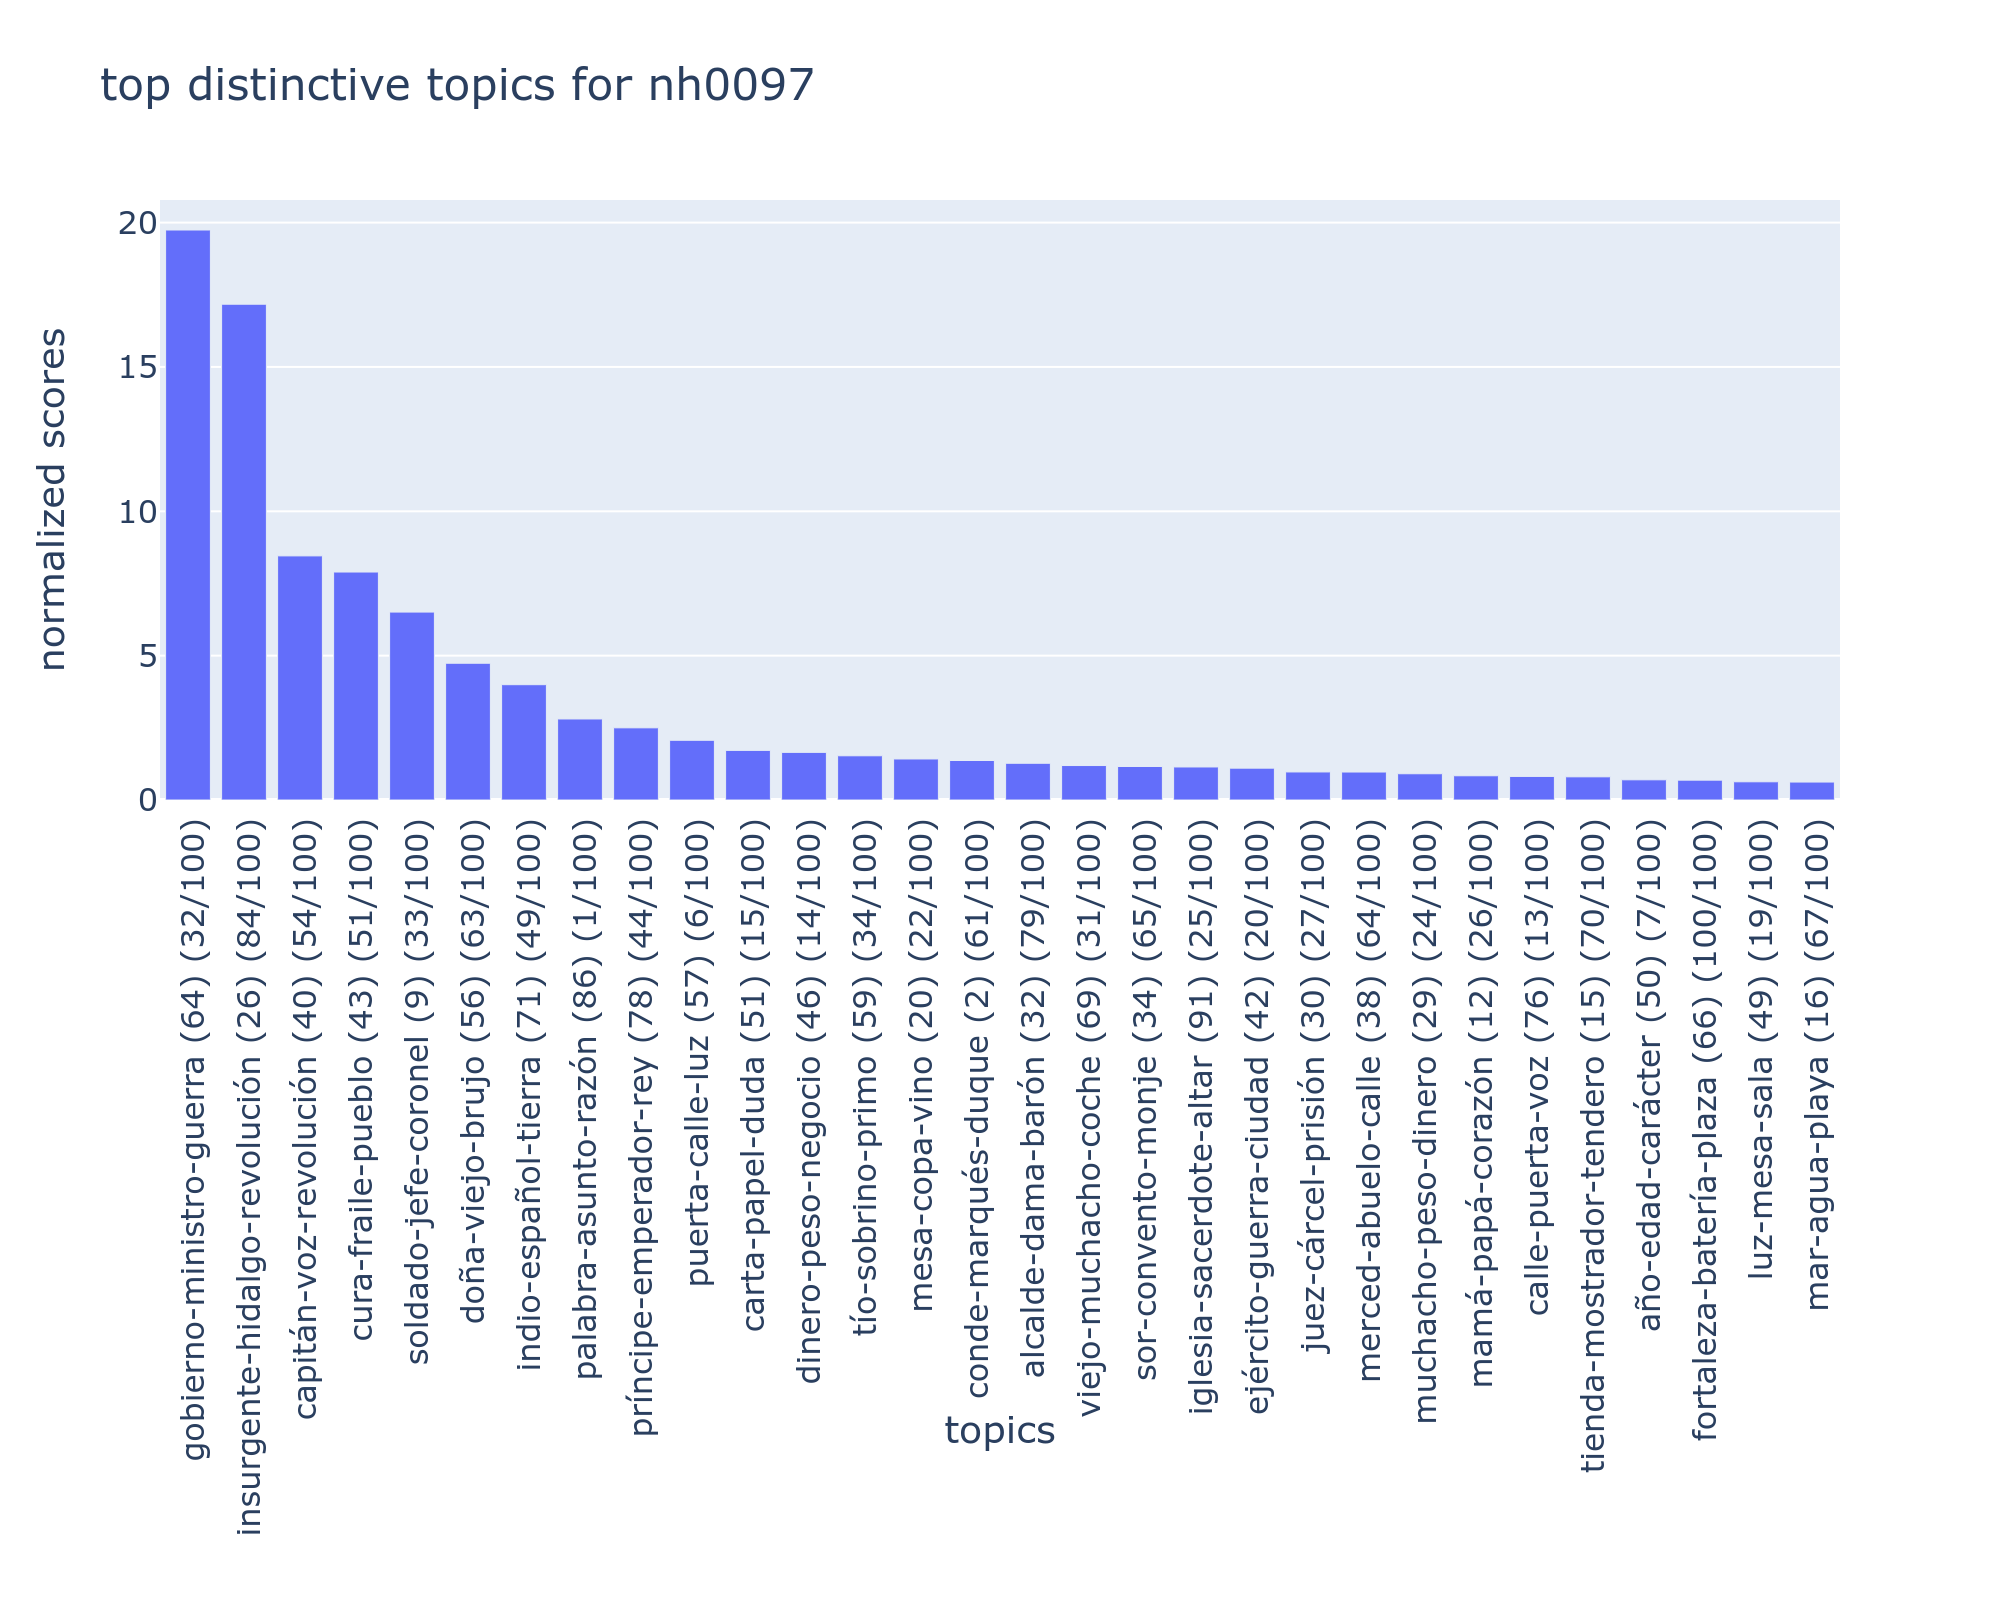 top distinctive topics for nh0097
normalized scores
20
15
10
5
0
gobierno-ministro-guerra (64) (32/100)
insurgente-hidalgo-revolución (26) (84/100)
capitán-voz-revolución (40) (54/100)
cura-fraile-pueblo (43) (51/100)
soldado-jefe-coronel (9) (33/100)
doña-viejo-brujo (56) (63/100)
indio-español-tierra (71) (49/100)
palabra-asunto-razón (86) (1/100)
príncipe-emperador-rey (78) (44/100)
puerta-calle-luz (57) (6/100)
carta-papel-duda (51) (15/100)
dinero-peso-negocio (46) (14/100)
tío-sobrino-primo (59) (34/100)
mesa-copa-vino (20) (22/100)
conde-marqués-duque (2) (61/100)
alcalde-dama-barón (32) (79/100)
viejo-muchacho-coche (69) (31/100)
sor-convento-monje (34) (65/100)
iglesia-sacerdote-altar (91) (25/100)
ejército-guerra-ciudad (42) (20/100)
juez-cárcel-prisión (30) (27/100)
merced-abuelo-calle (38) (64/100)
muchacho-peso-dinero (29) (24/100)
mamá-papá-corazón (12) (26/100)
calle-puerta-voz (76) (13/100)
tienda-mostrador-tendero (15) (70/100)
año-edad-carácter (50) (7/100)
fortaleza-batería-plaza (66) (100/100)
luz-mesa-sala (49) (19/100)
mar-agua-playa (16) (67/100)
topics